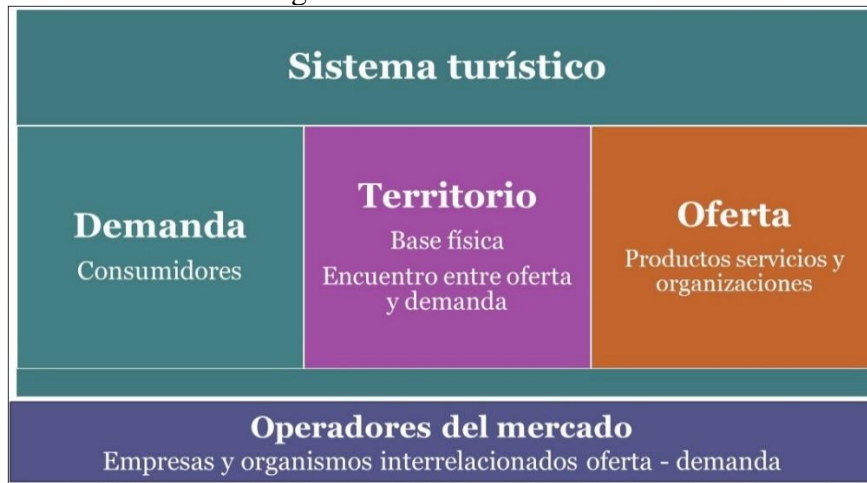 Sistema turístico
Demanda
Consumidores
Territorio
Base física
Encuentro entre oferta
y demanda
Oferta
Productos servicios y
organizaciones
Operadores del mercado
Empresas y organismos interrelacionados oferta - demanda